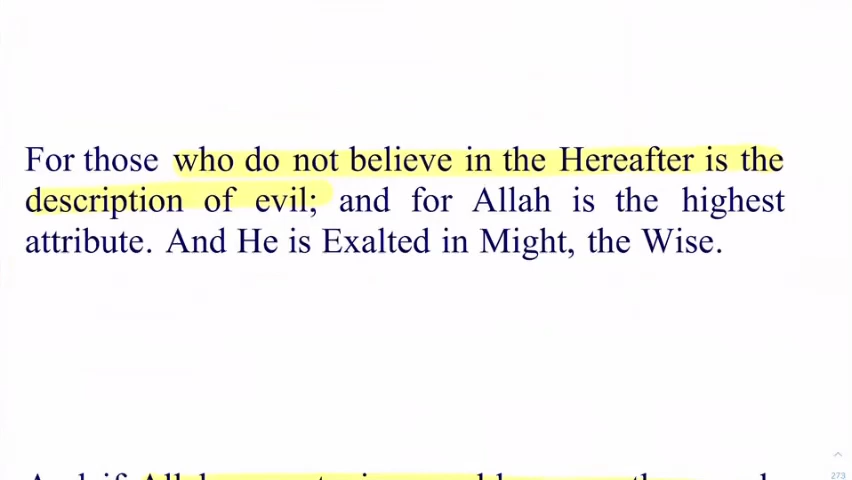 For those who do not believe in the Hereafter is the
description of evil; and for Allah is the highest
attribute. And He is Exalted in Might, the Wise.
273